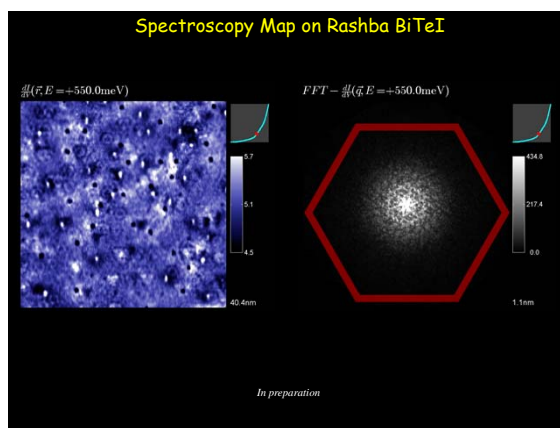 Spectroscopy Map on Rashba BiTeI
dI/dV(r⃗, E = +550.0meV)
FFT − dI/dV(q⃗, E = +550.0meV)
5.7
5.1
4.5
40.4nm
434.8
217.4
0.0
1.1nm
In preparation